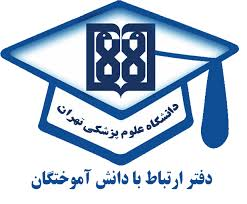 دانشگاه علوم پزشکی تهران
دفتر ارتباط با دانش آموختگان